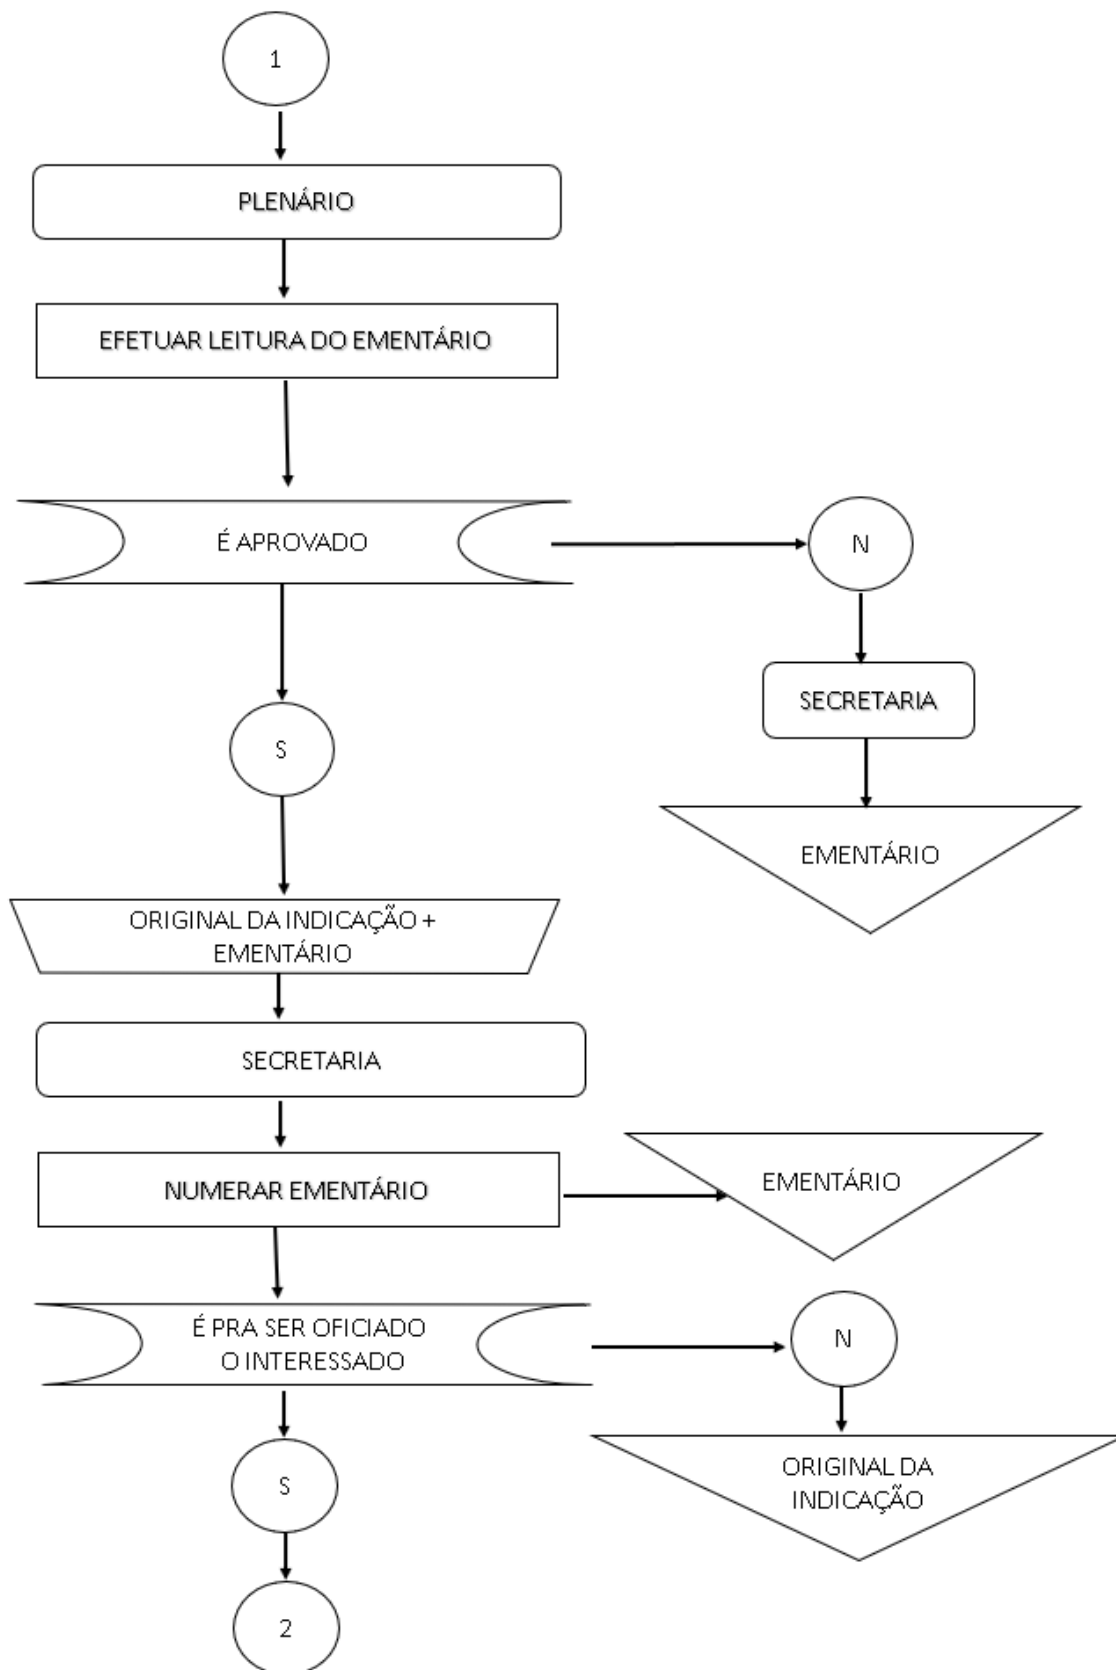 1
PLENÁRIO
EFETUAR LEITURA DO EMENTÁRIO
É APROVADO
N
SECRETARIA
EMENTÁRIO
S
ORIGINAL DA INDICAÇÃO +
EMENTÁRIO
SECRETARIA
NUMERAR EMENTÁRIO
EMENTÁRIO
É PRA SER OFICIADO
O INTERESSADO
N
ORIGINAL DA
INDICAÇÃO
S
2